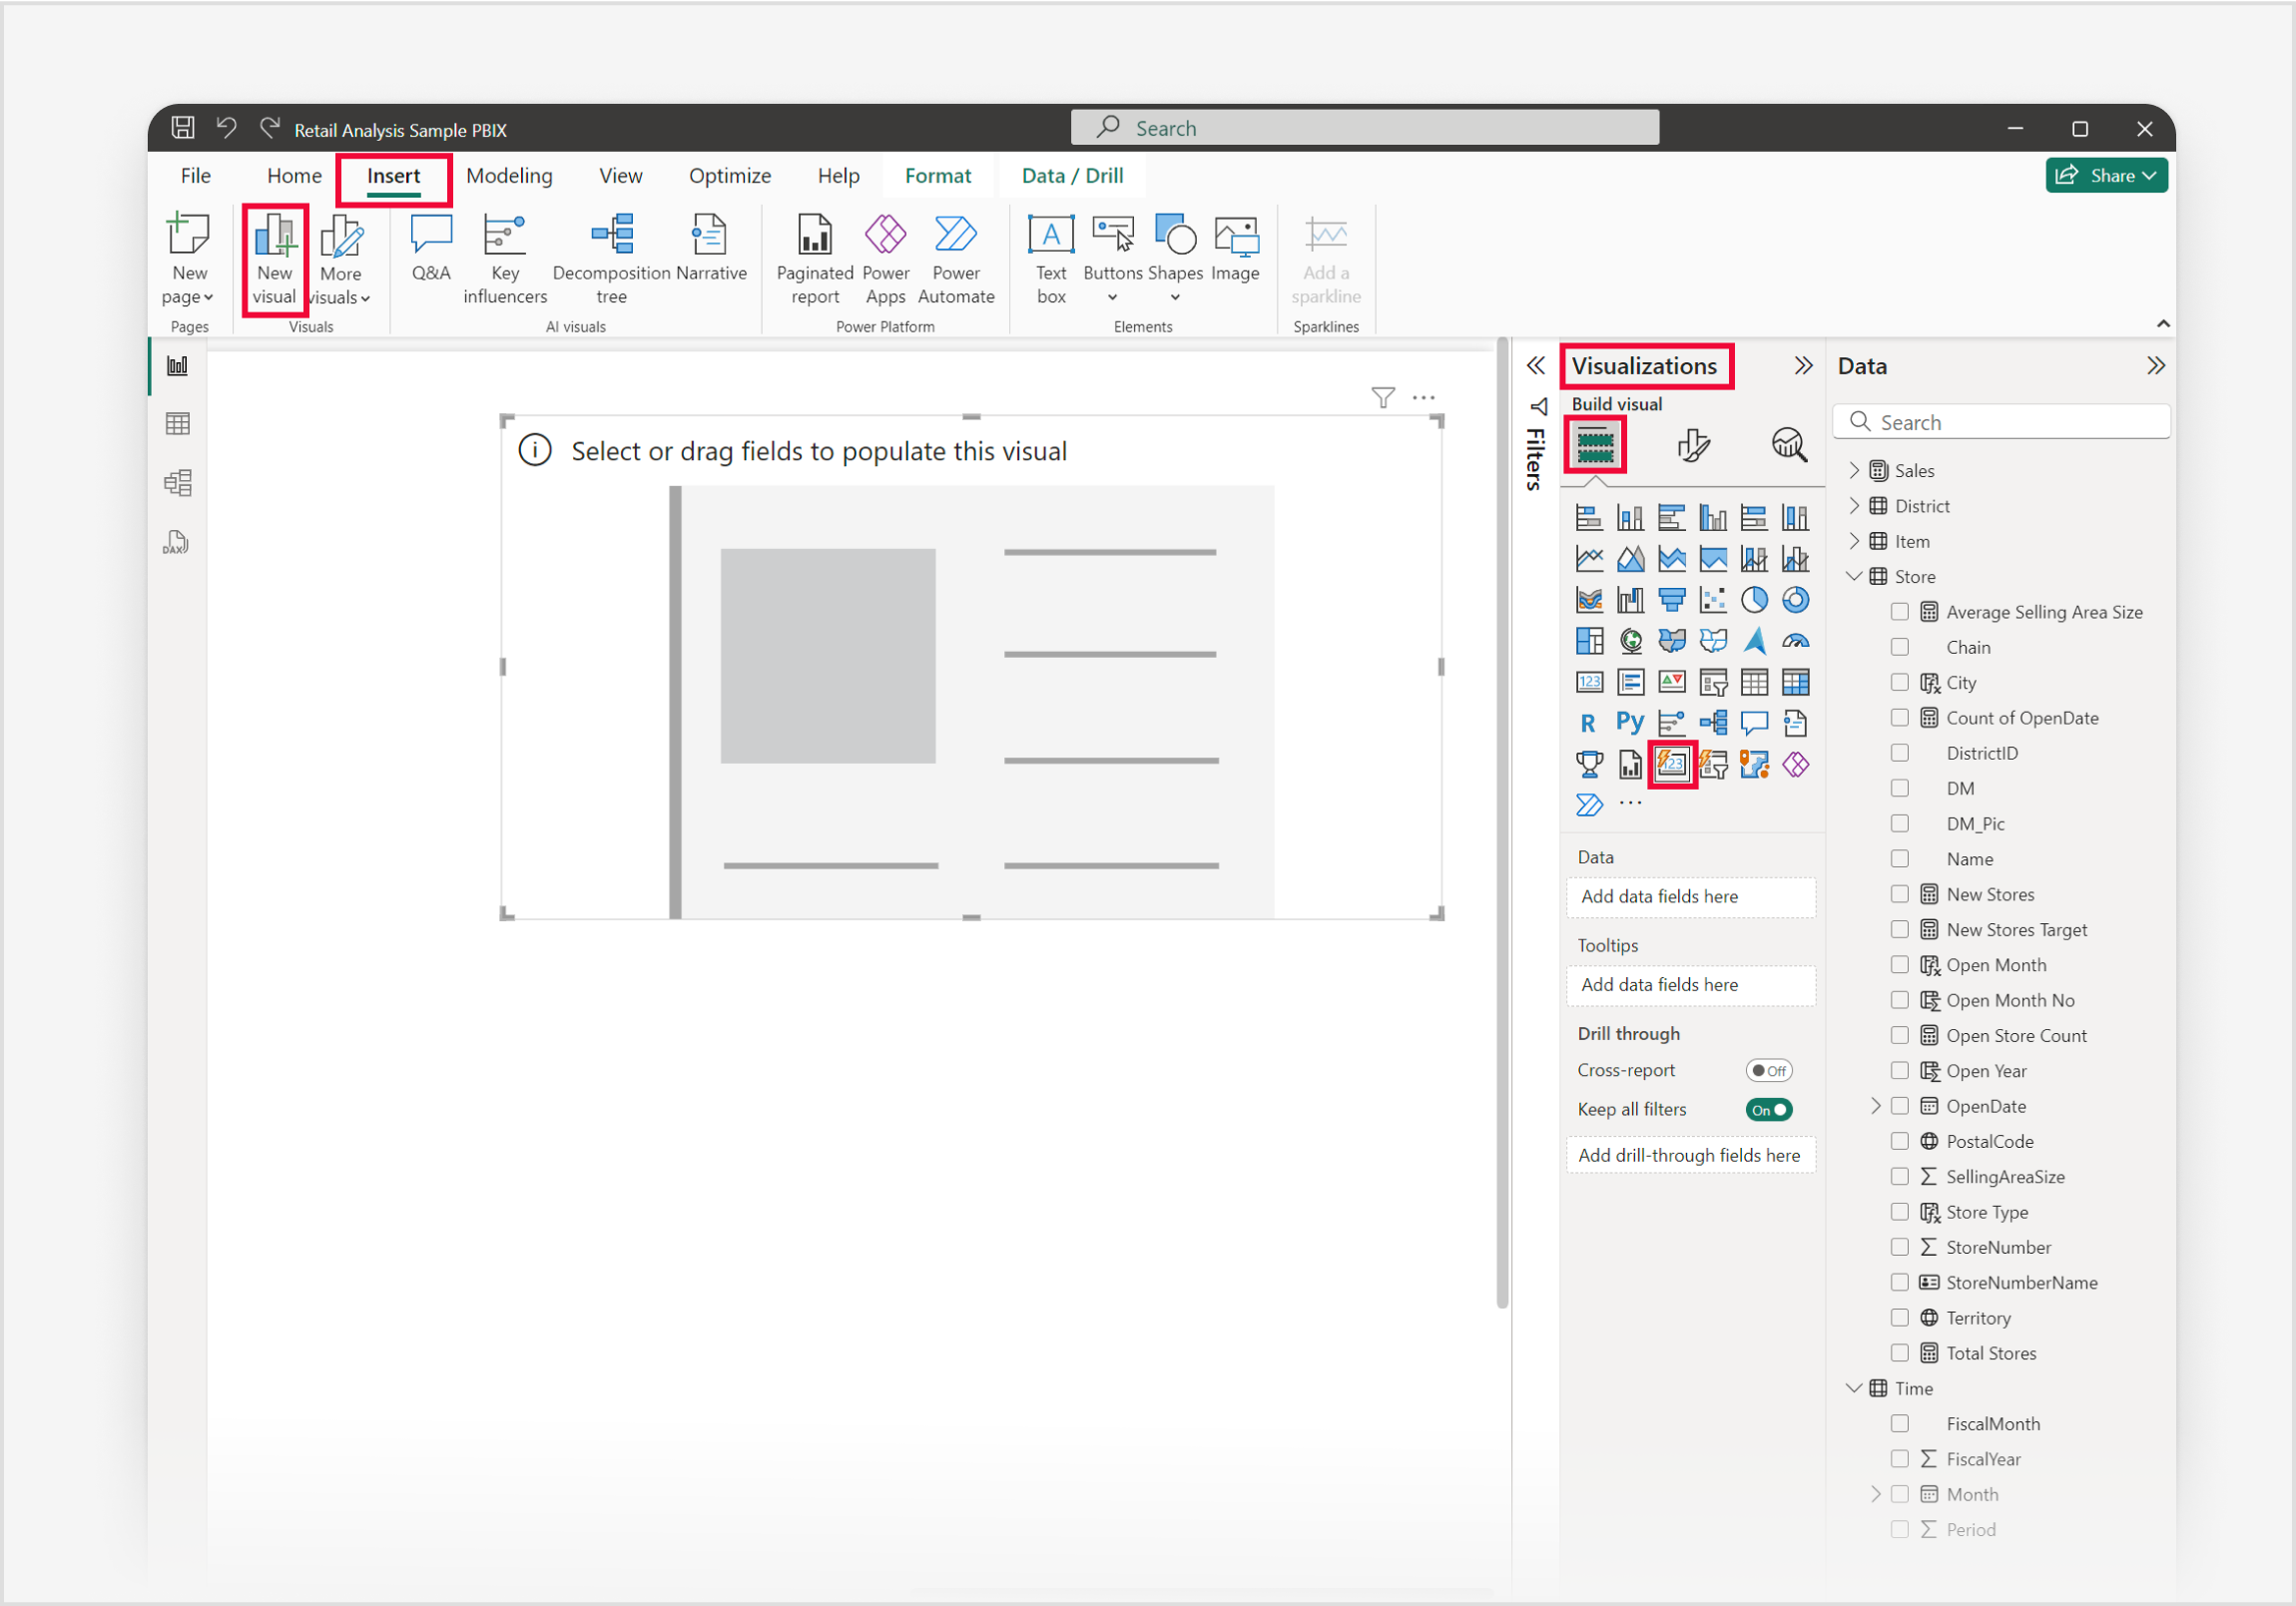 Retail Analysis Sample PBIX
Search
File Home Insert Modeling View Optimize Help Format Data / Drill
Share
New page
New visual
More visuals
Q&A
Key influencers
Decomposition tree
Narrative
Paginated report
Power Apps
Power Automate
Text box
Buttons
Shapes
Image
Add a sparkline
Pages
Visuals
AI visuals
Power Platform
Elements
Sparklines
DAX
Select or drag fields to populate this visual
Filters
Visualizations
Build visual
123
R
Py
123
Data
Add data fields here
Tooltips
Add data fields here
Drill through
Cross-report
Off
Keep all filters
On
Add drill-through fields here
Data
Search
Sales
District
Item
Store
Average Selling Area Size
Chain
City
Count of OpenDate
DistrictID
DM
DM_Pic
Name
New Stores
New Stores Target
Open Month
Open Month No
Open Store Count
Open Year
OpenDate
PostalCode
SellingAreaSize
Store Type
StoreNumber
StoreNumberName
Territory
Total Stores
Time
FiscalMonth
FiscalYear
Month
Period